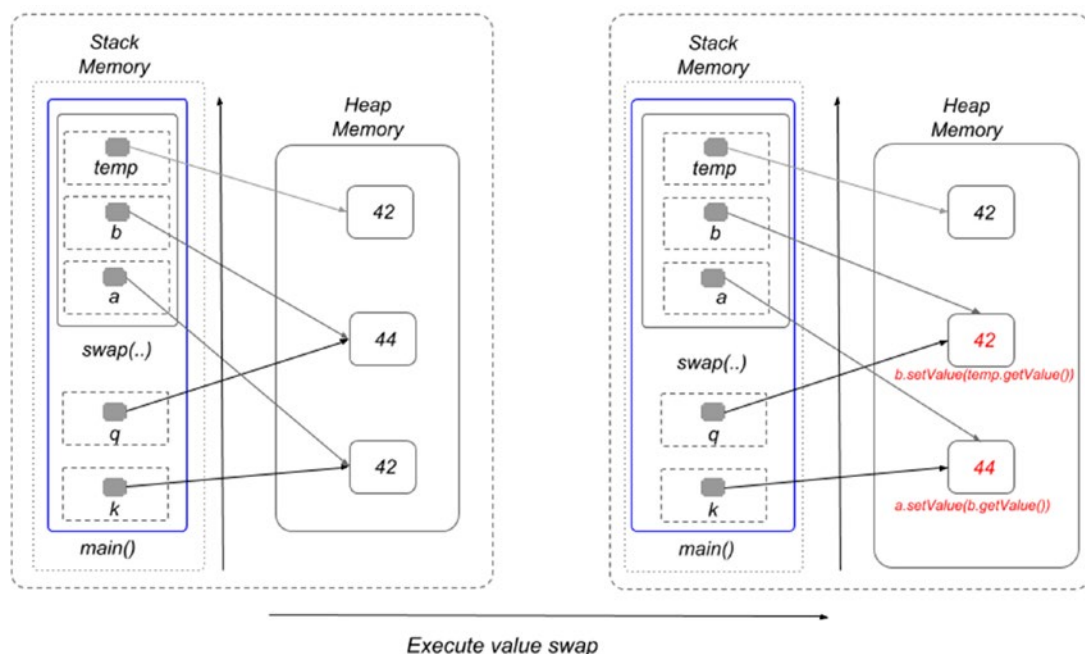 Stack
Memory
Heap
Memory
temp
42
b
a
44
swap(..)
q
42
k
main()
Stack
Memory
Heap
Memory
temp
42
b
a
42
swap(..)
b.setValue(temp.getValue())
q
44
k
a.setValue(b.getValue())
main()
Execute value swap